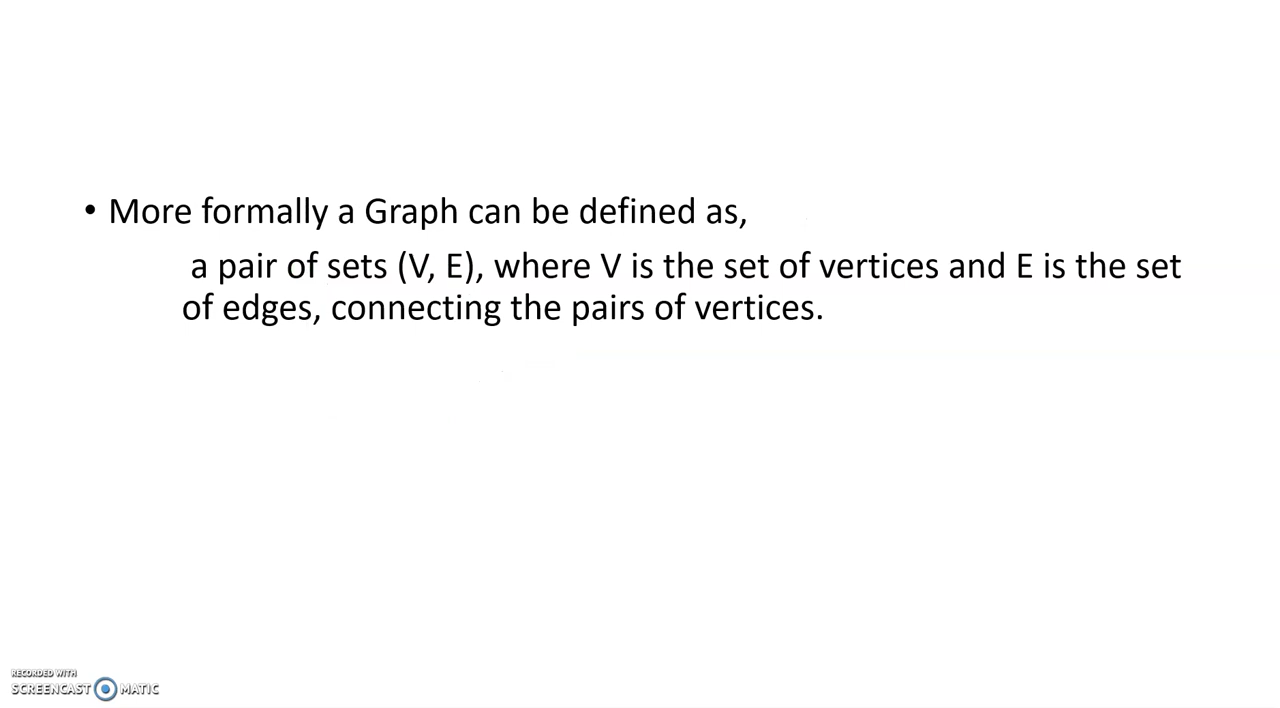 • More formally a Graph can be defined as,
a pair of sets (V, E), where V is the set of vertices and E is the set
of edges, connecting the pairs of vertices.
RECORDED WITH
SCREENCAST MATIC